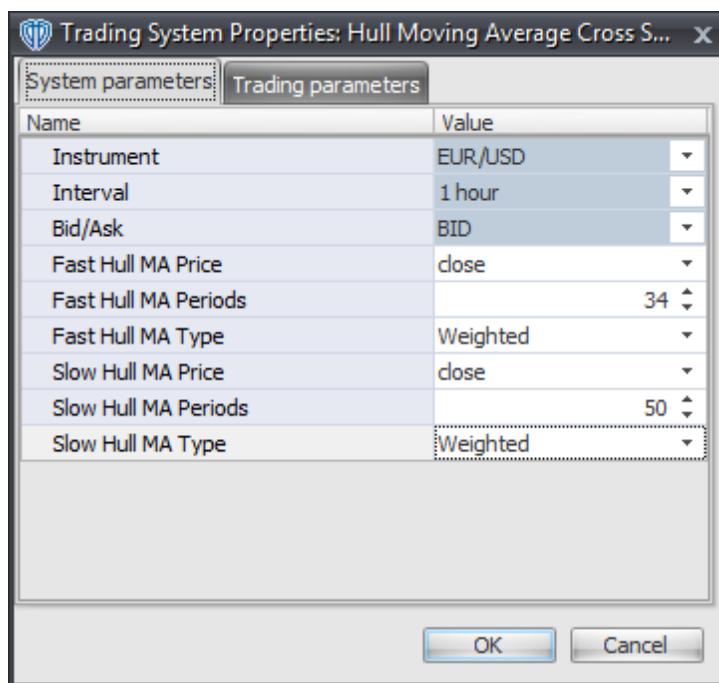 Trading System Properties: Hull Moving Average Cross S... x
System parameters Trading parameters
Name Value
Instrument EUR/USD
Interval 1 hour
Bid/Ask BID
Fast Hull MA Price close
Fast Hull MA Periods 34
Fast Hull MA Type Weighted
Slow Hull MA Price close
Slow Hull MA Periods 50
Slow Hull MA Type Weighted
OK Cancel